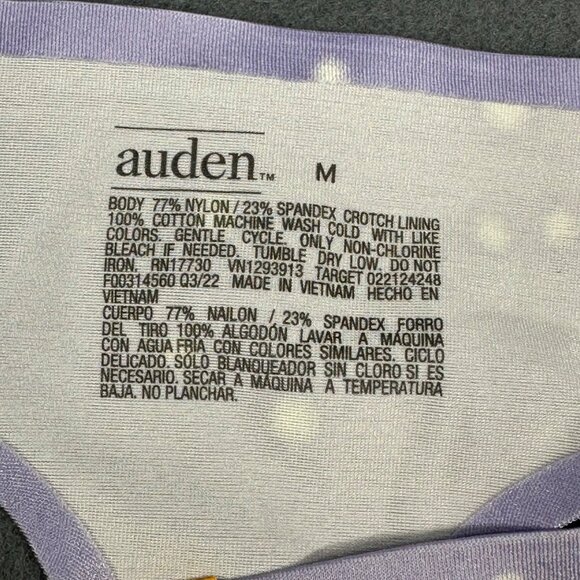 auden™ M
BODY 77% NYLON / 23% SPANDEX CROTCH LINING
100% COTTON MACHINE WASH COLD WITH LIKE
COLORS. GENTLE CYCLE. ONLY NON-CHLORINE
BLEACH IF NEEDED. TUMBLE DRY LOW. DO NOT
IRON. RN17730 VN1293913 TARGET 022124248
F00314560 Q3/22 MADE IN VIETNAM HECHO EN
VIETNAM
CUERPO 77% NAILON / 23% SPANDEX FORRO
DEL TIRO 100% ALGODÓN LAVAR A MÁQUINA
CON AGUA FRÍA CON COLORES SIMILARES. CICLO
DELICADO. SÓLO BLANQUEADOR SIN CLORO SI ES
NECESARIO. SECAR A MÁQUINA A TEMPERATURA
BAJA. NO PLANCHAR.